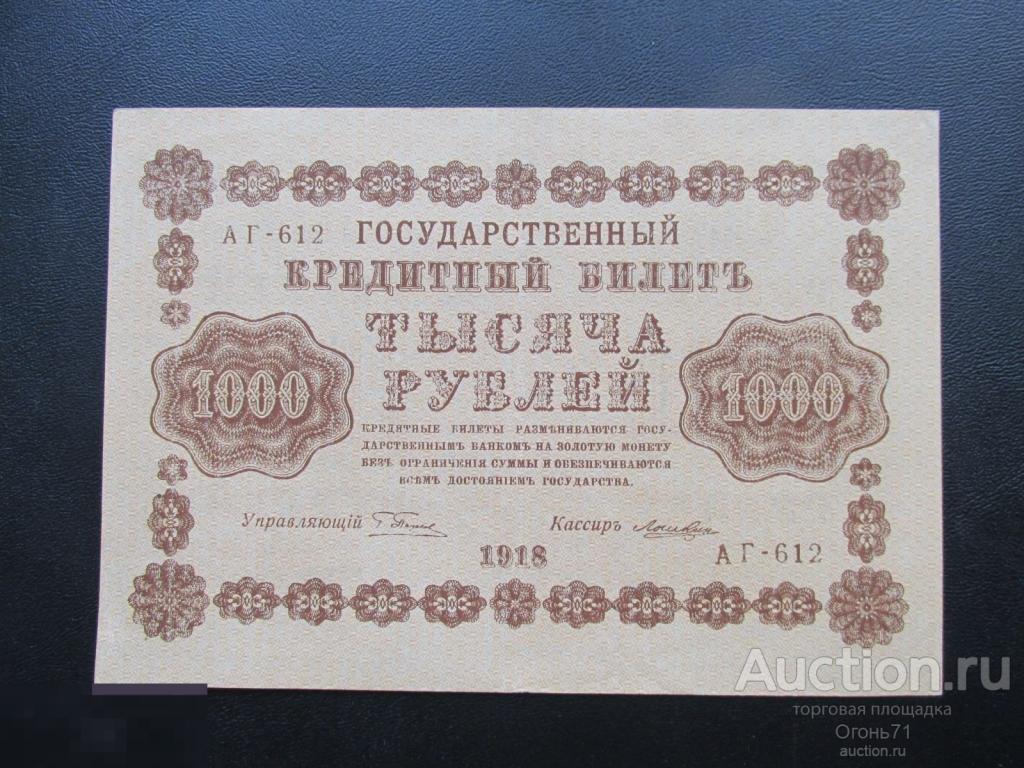 АГ-612 ГОСУДАРСТВЕННЫЙ
КРЕДИТНЫЙ БИЛЕТЪ
ТЫСЯЧА
РУБЛЕЙ
1000
1000
КРЕДИТНЫЕ БИЛЕТЫ РАЗМѢНИВАЮТСЯ ГОСУ-
ДАРСТВЕННЫМЪ БАНКОМЪ НА ЗОЛОТУЮ МОНЕТУ
БЕЗЪ ОГРАНИЧЕНІЯ СУММЫ И ОБЕЗПЕЧИВАЮТСЯ
ВСѢМЪ ДОСТОЯНІЕМЪ ГОСУДАРСТВА.
Управляющій
Кассиръ
1918
АГ-612
Auction.ru
торговая площадка
Огонь71
auction.ru